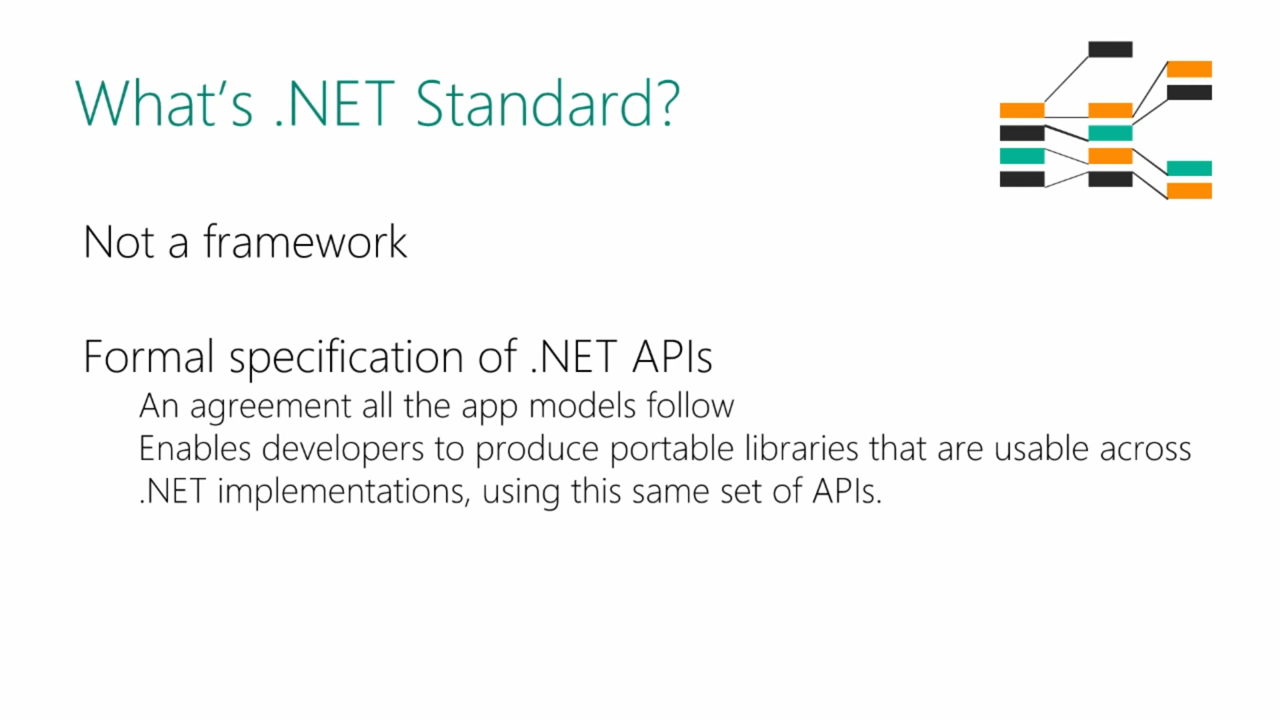 What's .NET Standard?
Not a framework
Formal specification of .NET APIs
An agreement all the app models follow
Enables developers to produce portable libraries that are usable across
.NET implementations, using this same set of APIs.